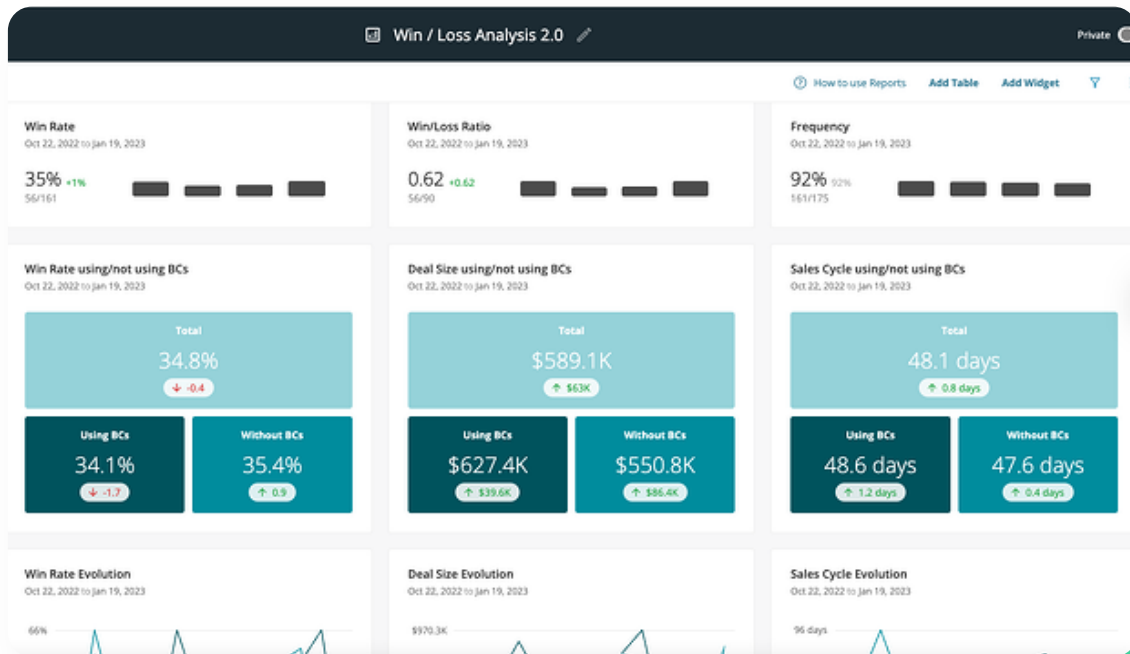 Win / Loss Analysis 2.0
Private
How to use Reports Add Table Add Widget
Win Rate
Oct 22, 2022 to Jan 19, 2023
35% +1%
56/161
Win/Loss Ratio
Oct 22, 2022 to Jan 19, 2023
0.62 +0.62
56/90
Frequency
Oct 22, 2022 to Jan 19, 2023
92% 92%
161/175
Win Rate using/not using BCs
Oct 22, 2022 to Jan 19, 2023
Total
34.8%
-0.4
Using BCs
34.1%
-1.7
Without BCs
35.4%
0.9
Deal Size using/not using BCs
Oct 22, 2022 to Jan 19, 2023
Total
$589.1K
$63K
Using BCs
$627.4K
$39.6K
Without BCs
$550.8K
$86.4K
Sales Cycle using/not using BCs
Oct 22, 2022 to Jan 19, 2023
Total
48.1 days
0.8 days
Using BCs
48.6 days
1.2 days
Without BCs
47.6 days
0.4 days
Win Rate Evolution
Oct 22, 2022 to Jan 19, 2023
66%
Deal Size Evolution
Oct 22, 2022 to Jan 19, 2023
$970.3K
Sales Cycle Evolution
Oct 22, 2022 to Jan 19, 2023
96 days